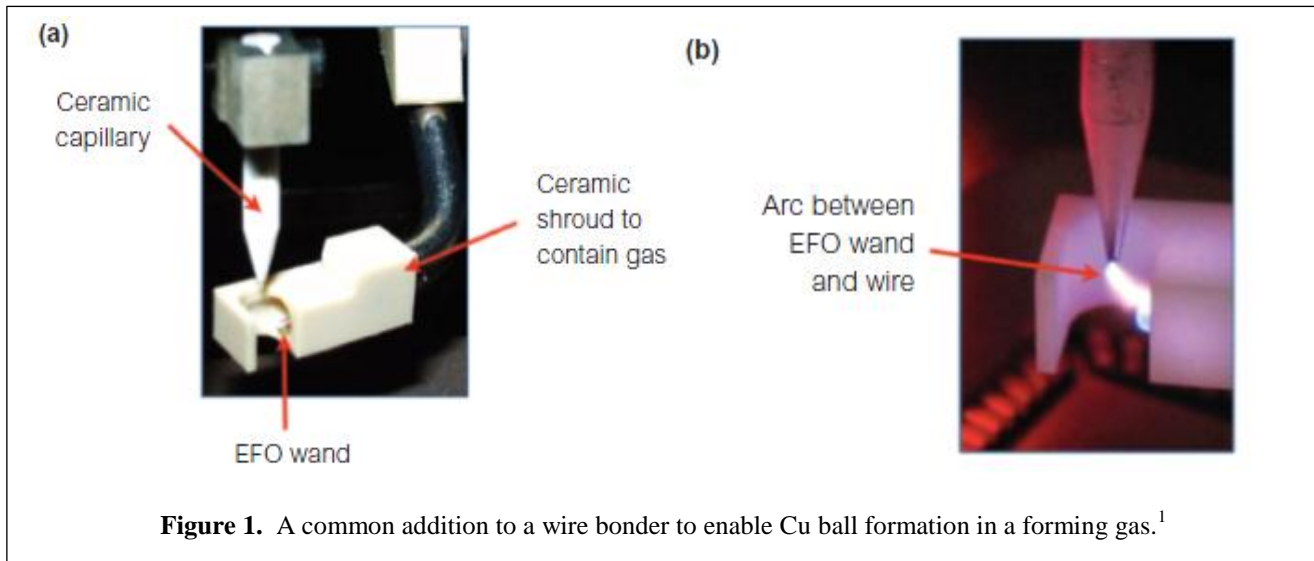 (a)
Ceramic
capillary
Ceramic
shroud to
contain gas
EFO wand
(b)
Arc between
EFO wand
and wire
Figure 1.  A common addition to a wire bonder to enable Cu ball formation in a forming gas.1